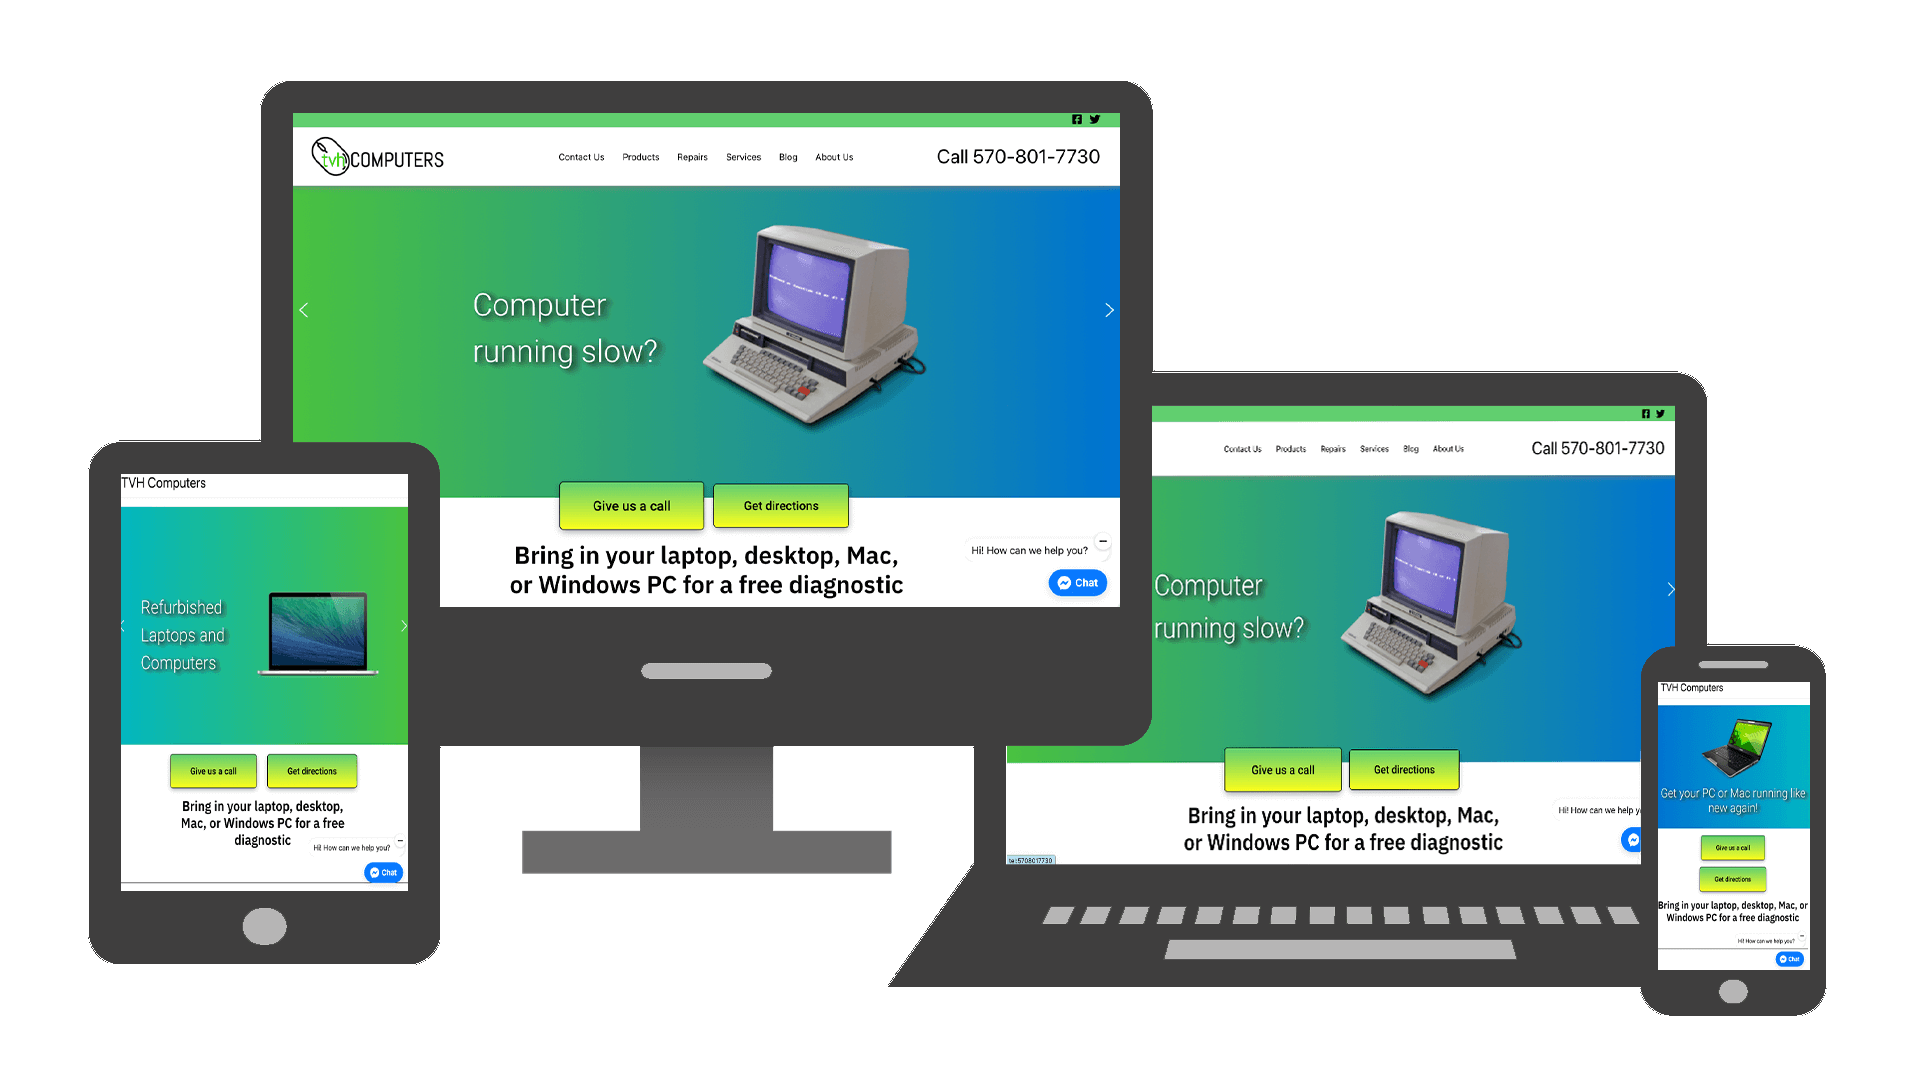 tvh COMPUTERS
Contact Us Products Repairs Services Blog About Us
Call 570-801-7730
Computer
running slow?
Give us a call
Get directions
Bring in your laptop, desktop, Mac,
or Windows PC for a free diagnostic
Hi! How can we help you?
Chat
TVH Computers
Refurbished
Laptops and
Computers
Give us a call
Get directions
Bring in your laptop, desktop,
Mac, or Windows PC for a free
diagnostic
Hi! How can we help you?
Chat
Contact Us Products Repairs Services Blog About Us
Call 570-801-7730
Computer
running slow?
Give us a call
Get directions
Bring in your laptop, desktop, Mac,
or Windows PC for a free diagnostic
Hi! How can we help y
tel:5708017730
TVH Computers
Get your PC or Mac running like
new again!
Give us a call
Get directions
Bring in your laptop, desktop, Mac, or
Windows PC for a free diagnostic
Hi! How can we help you?
Chat